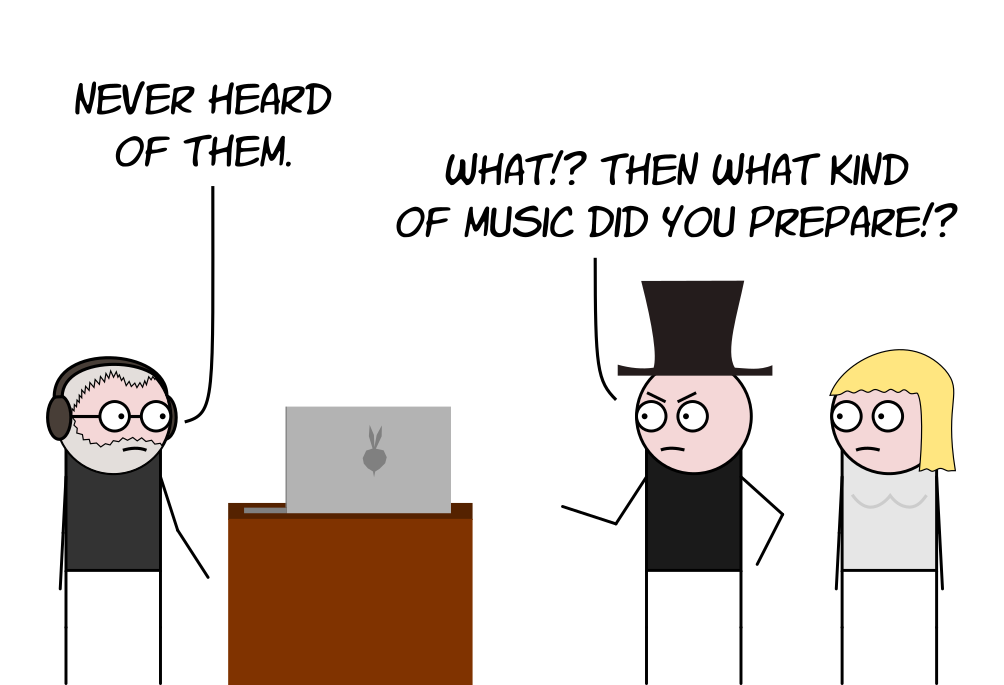 NEVER HEARD
OF THEM.
WHAT!? THEN WHAT KIND
OF MUSIC DID YOU PREPARE!?